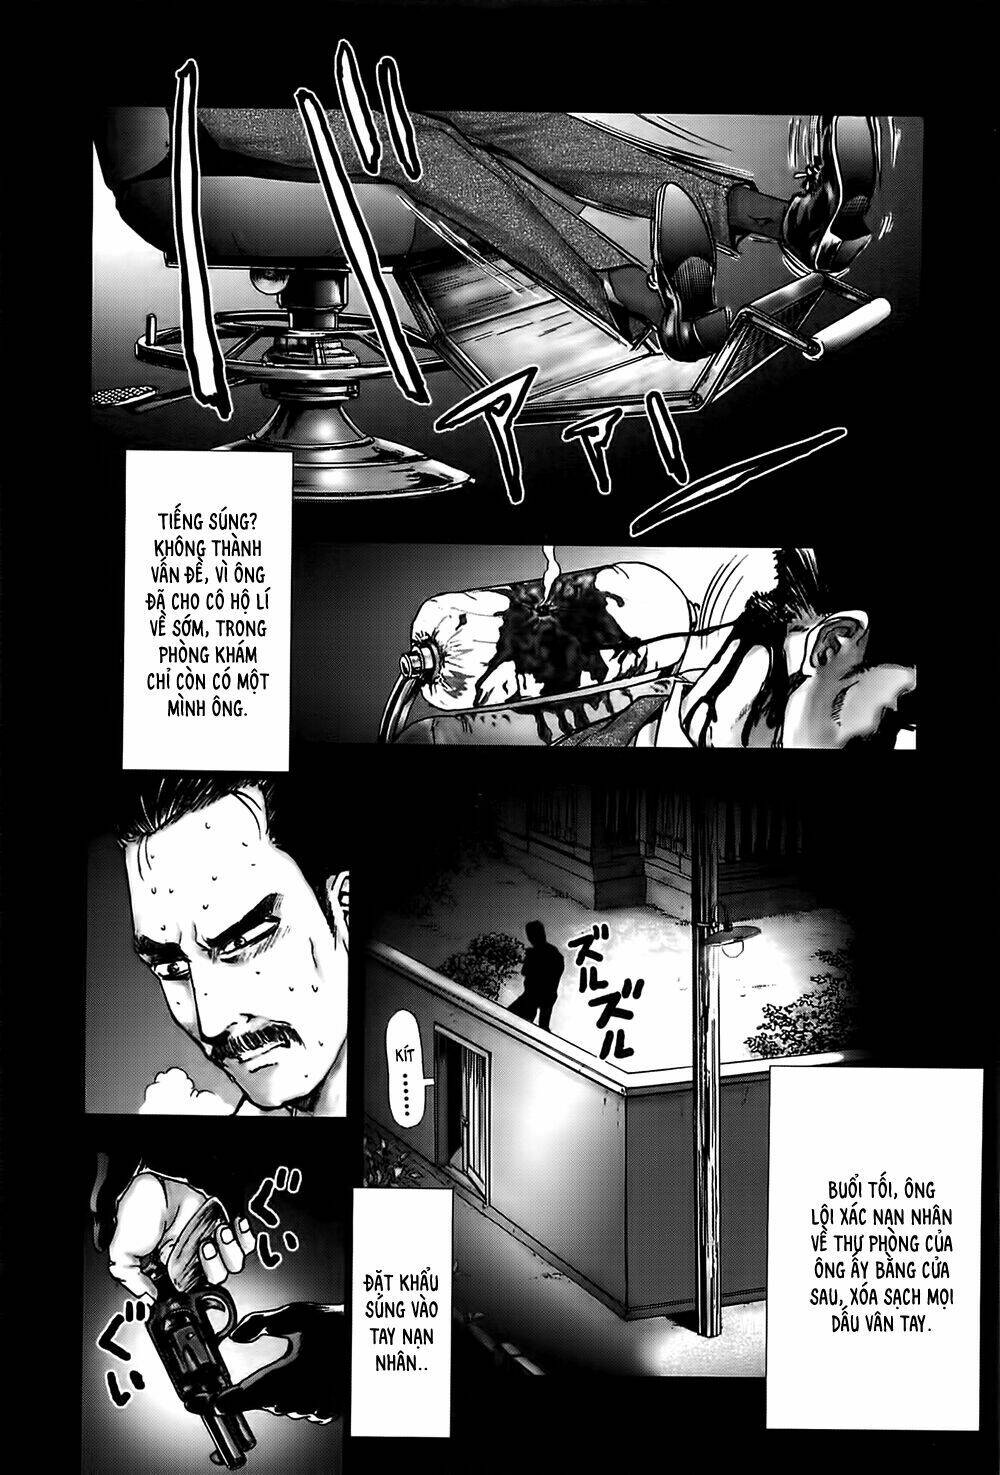 アアア
TIẾNG SÚNG?
KHÔNG THÀNH
VẤN ĐỀ, VÌ ÔNG
ĐÃ CHO CÔ HỘ LÍ
VỀ SỚM, TRONG
PHÒNG KHÁM
CHỈ CÒN CÓ MỘT
MÌNH ÔNG.
ズルズル
KÍT
BUỔI TỐI, ÔNG
LÔI XÁC NẠN NHÂN
VỀ THƯ PHÒNG CỦA
ÔNG ẤY BẰNG CỬA
SAU, XÓA SẠCH MỌI
DẤU VÂN TAY.
ĐẶT KHẨU
SÚNG VÀO
TAY NẠN
NHÂN..
ぐい
ぐい